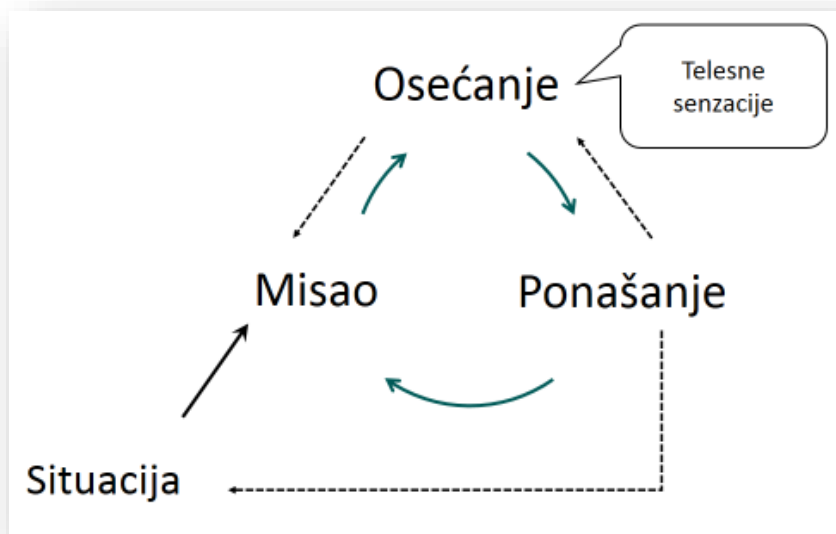 Osećanje
Telesne
senzacije
Misao
Ponašanje
Situacija